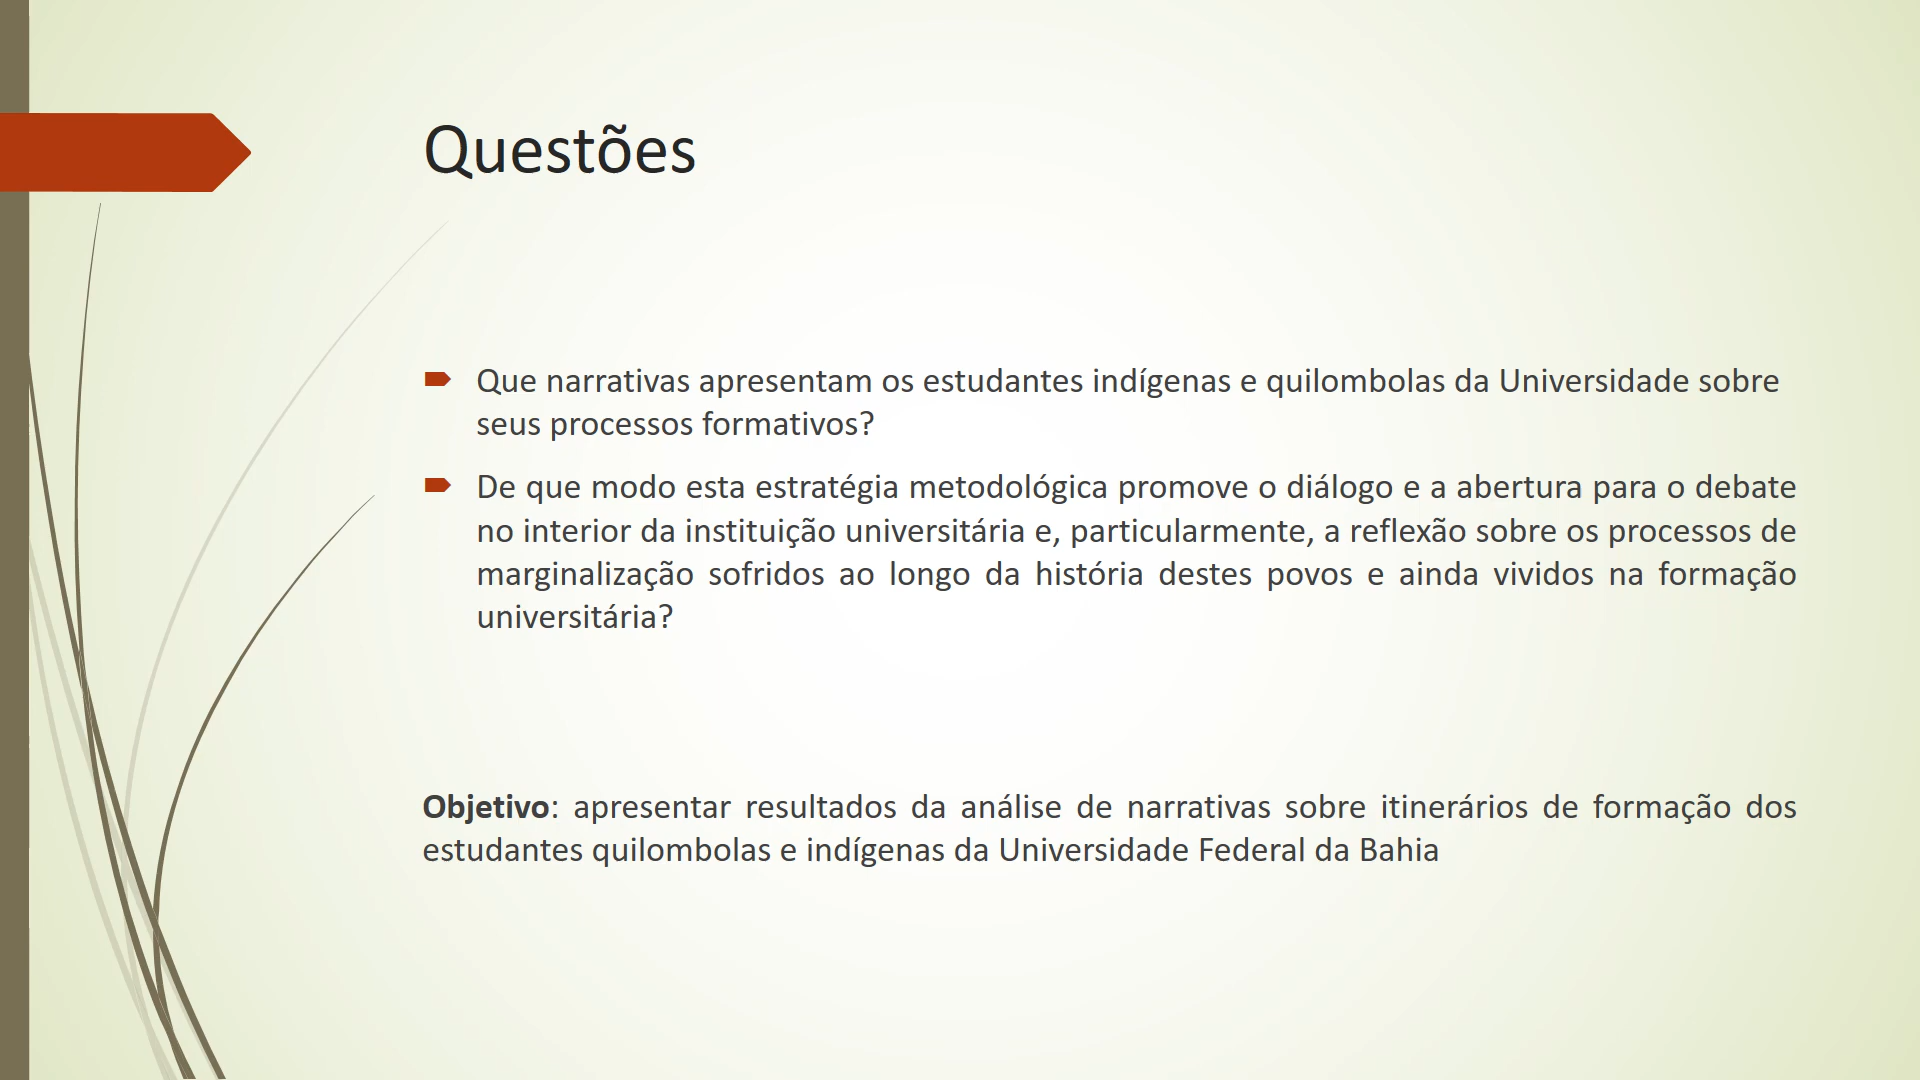 Questões
Que narrativas apresentam os estudantes indígenas e quilombolas da Universidade sobre
seus processos formativos?
De que modo esta estratégia metodológica promove o diálogo e a abertura para o debate
no interior da instituição universitária e, particularmente, a reflexão sobre os processos de
marginalização sofridos ao longo da história destes povos e ainda vividos na formação
universitária?
Objetivo: apresentar resultados da análise de narrativas sobre itinerários de formação dos
estudantes quilombolas e indígenas da Universidade Federal da Bahia